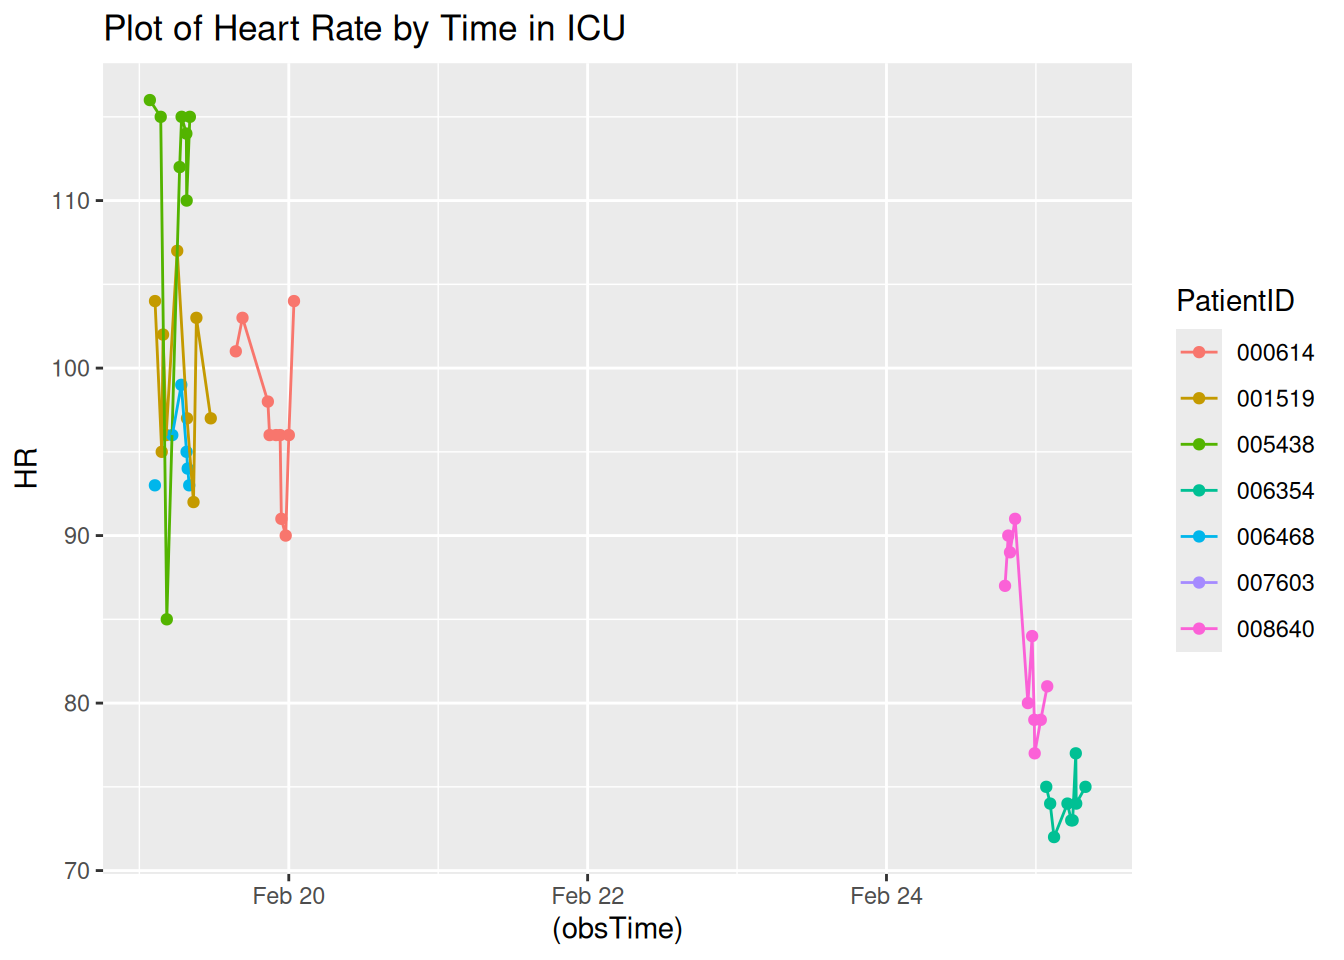 Plot of Heart Rate by Time in ICU
HR
110
100
90
80
70
Feb 20
Feb 22
Feb 24
(obsTime)
PatientID
000614
001519
005438
006354
006468
007603
008640